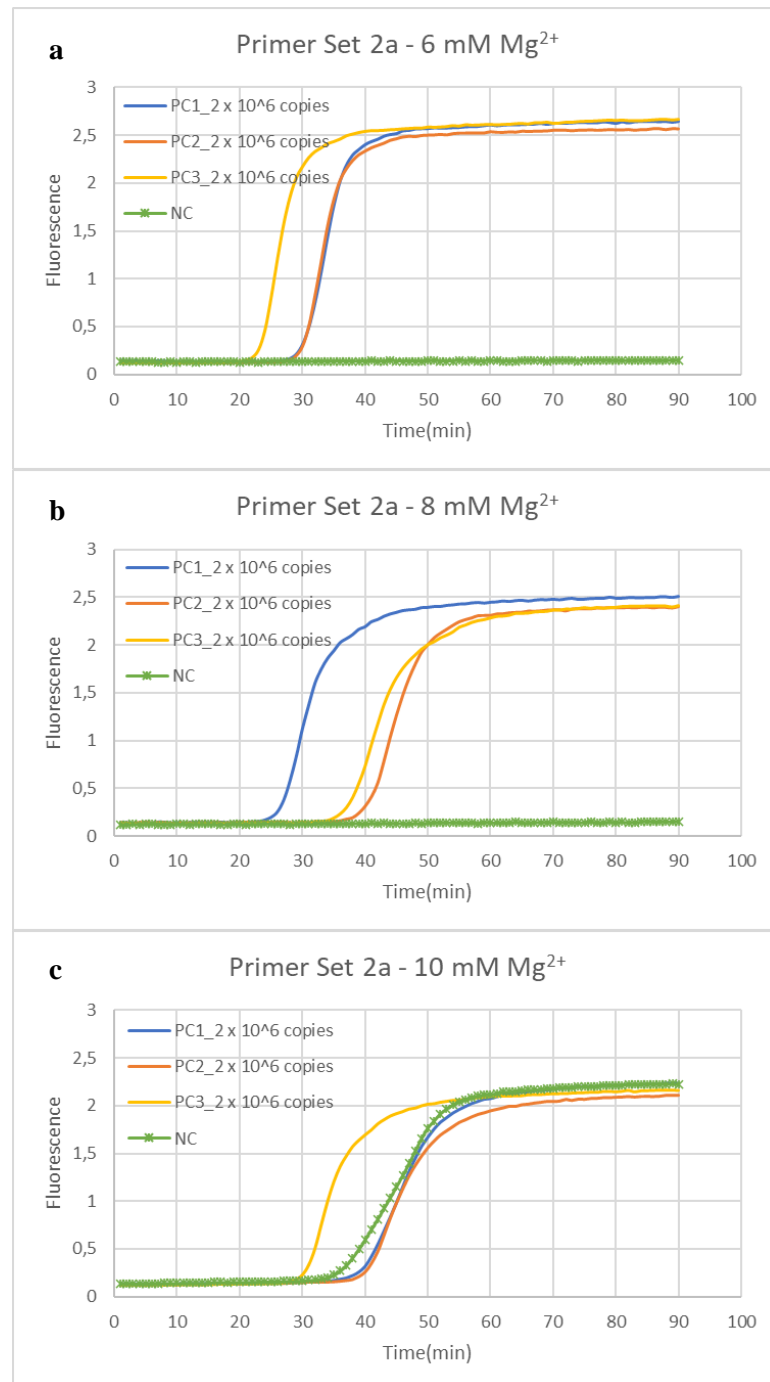 a
Primer Set 2a - 6 mM Mg²⁺
3
2,5
2
1,5
1
0,5
0
Fluorescence
PC1_2 x 10^6 copies
PC2_2 x 10^6 copies
PC3_2 x 10^6 copies
NC
0 10 20 30 40 50 60 70 80 90 100
Time(min)
b
Primer Set 2a - 8 mM Mg²⁺
3
2,5
2
1,5
1
0,5
0
Fluorescence
PC1_2 x 10^6 copies
PC2_2 x 10^6 copies
PC3_2 x 10^6 copies
NC
0 10 20 30 40 50 60 70 80 90 100
Time(min)
c
Primer Set 2a - 10 mM Mg²⁺
3
2,5
2
1,5
1
0,5
0
Fluorescence
PC1_2 x 10^6 copies
PC2_2 x 10^6 copies
PC3_2 x 10^6 copies
NC
0 10 20 30 40 50 60 70 80 90 100
Time(min)